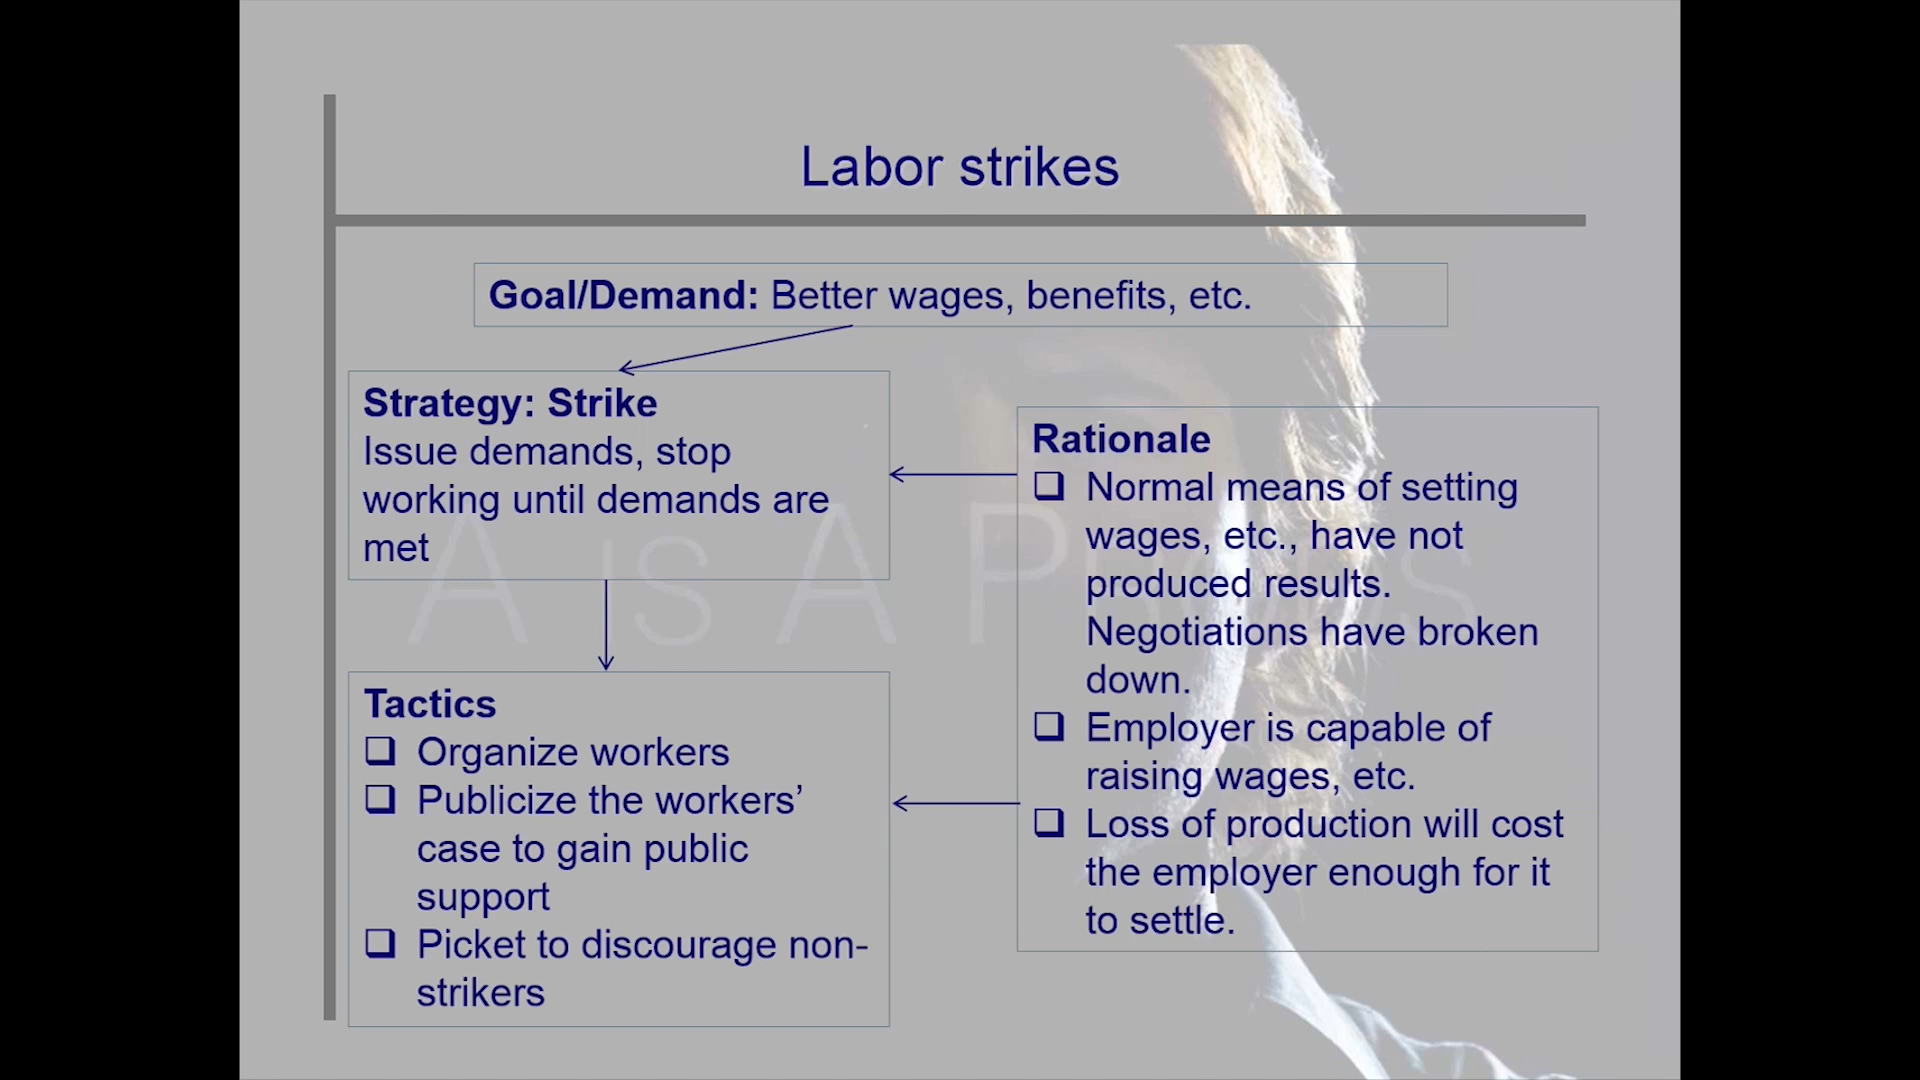 Labor strikes
Goal/Demand: Better wages, benefits, etc.
Strategy: Strike
Issue demands, stop
working until demands are
met
Tactics
❑ Organize workers
❑ Publicize the workers’
case to gain public
support
❑ Picket to discourage non-
strikers
Rationale
❑ Normal means of setting
wages, etc., have not
produced results.
Negotiations have broken
down.
❑ Employer is capable of
raising wages, etc.
❑ Loss of production will cost
the employer enough for it
to settle.
A IS A